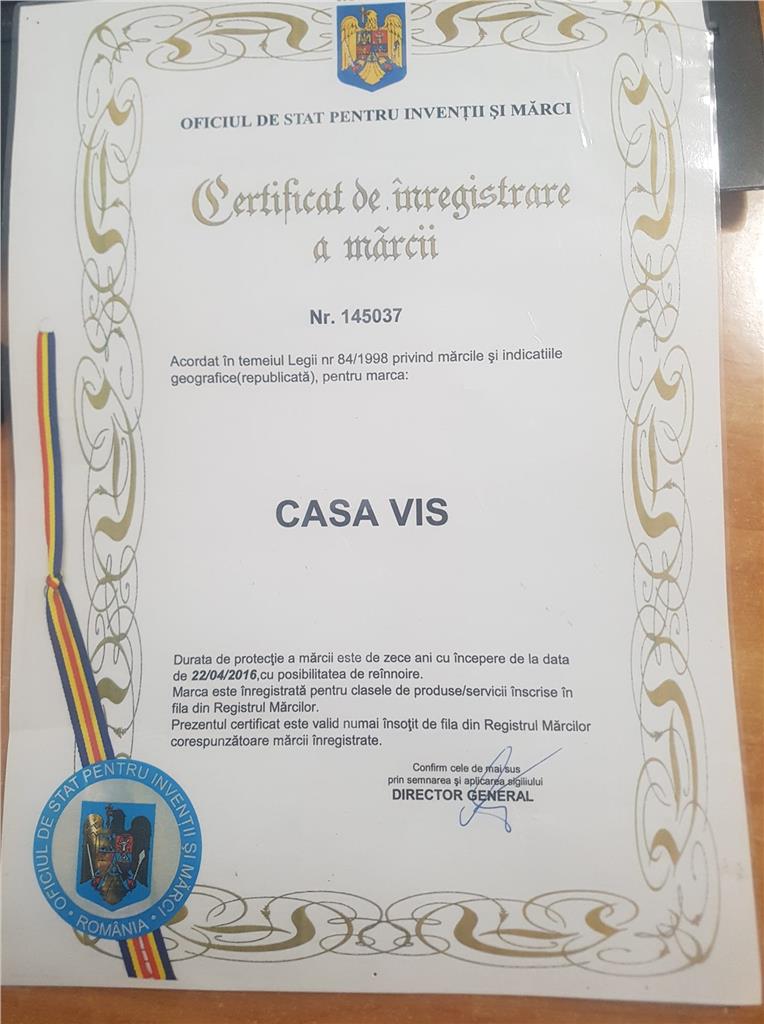 OFICIUL DE STAT PENTRU INVENȚII ȘI MĂRCI
Certificat de înregistrare
a mărcii
Nr. 145037
Acordat în temeiul Legii nr 84/1998 privind mărcile şi indicatiile
geografice(republicată), pentru marca:
CASA VIS
Durata de protecţie a mărcii este de zece ani cu începere de la data
de 22/04/2016,cu posibilitatea de reînnoire.
Marca este înregistrată pentru clasele de produse/servicii înscrise în
fila din Registrul Mărcilor.
Prezentul certificat este valid numai însoţit de fila din Registrul Mărcilor
corespunzătoare mărcii înregistrate.
Confirm cele de mai sus
prin semnarea şi aplicarea sigiliului
DIRECTOR GENERAL
OFICIUL DE STAT PENTRU INVENȚII ȘI MĂRCI
• ROMÂNIA •